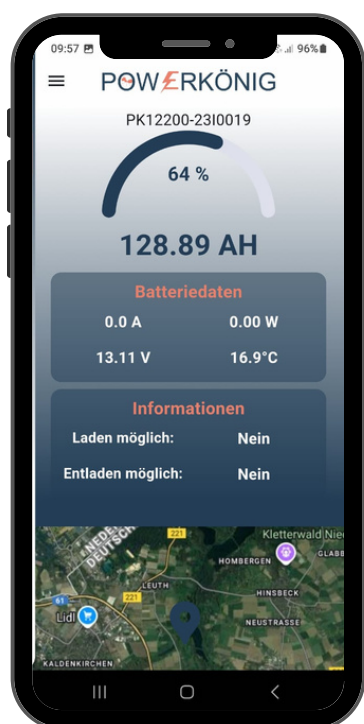 09:57 96%
POWERKÖNIG
PK12200-23I0019
64 %
128.89 AH
Batteriedaten
0.0 A 0.00 W
13.11 V 16.9°C
Informationen
Laden möglich: Nein
Entladen möglich: Nein
221
Kletterwald Nie
HOMBERGEN
GLABB
LEUTH
221
HINSBECK
61
Lidl
NEUSTRASSE
KALDENKIRCHEN